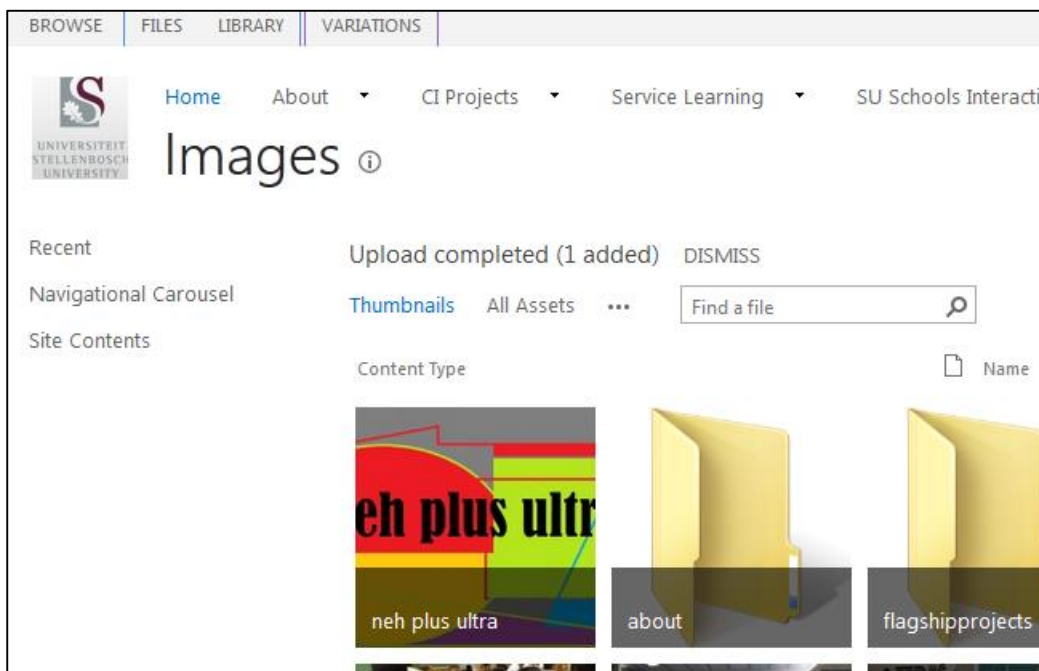 BROWSE FILES LIBRARY VARIATIONS
Home About CI Projects Service Learning SU Schools Interacti
UNIVERSITEIT
STELLENBOSCH
UNIVERSITY
Images
Recent
Navigational Carousel
Site Contents
Upload completed (1 added) DISMISS
Thumbnails All Assets ••• Find a file
Content Type Name
eh plus ultr
neh plus ultra
about
flagshipprojects